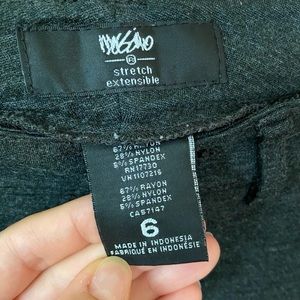 mossimo
®
stretch
extensible
67% RAYON
28% NYLON
5% SPANDEX
RN17730
VN1107215
67% RAYON
28% NYLON
5% SPANDEX
CA57147
6
MADE IN INDONESIA
FABRIQUÉ EN INDONÉSIE